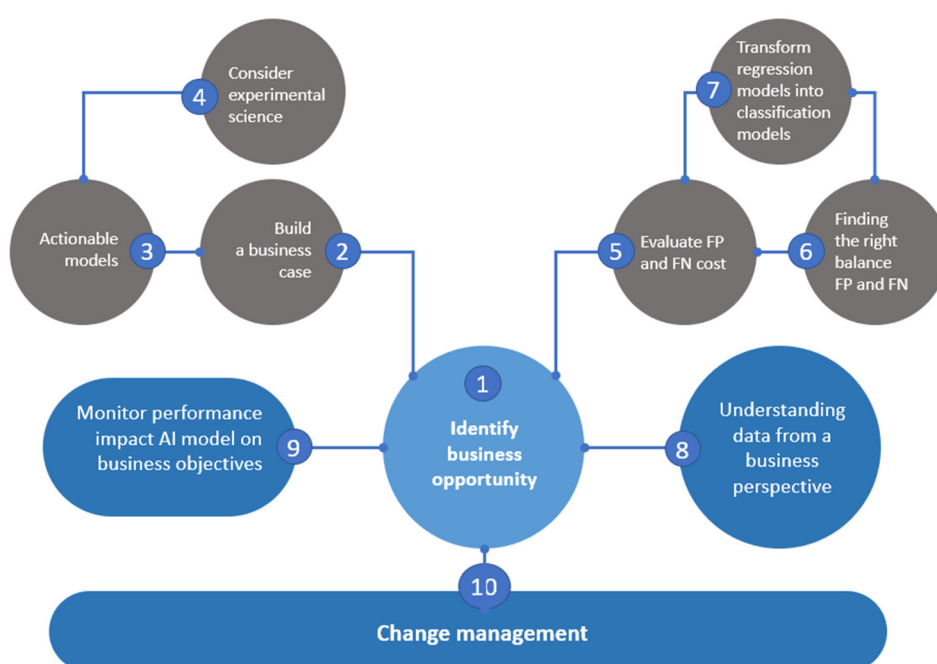 4
Consider
experimental
science
7
Transform
regression
models into
classification
models
Actionable
models
3
Build
a business
case
2
5
Evaluate FP
and FN cost
6
Finding
the right
balance
FP and FN
1
Identify
business
opportunity
Monitor performance
impact AI model on
business objectives
9
8
Understanding
data from a
business
perspective
10
Change management